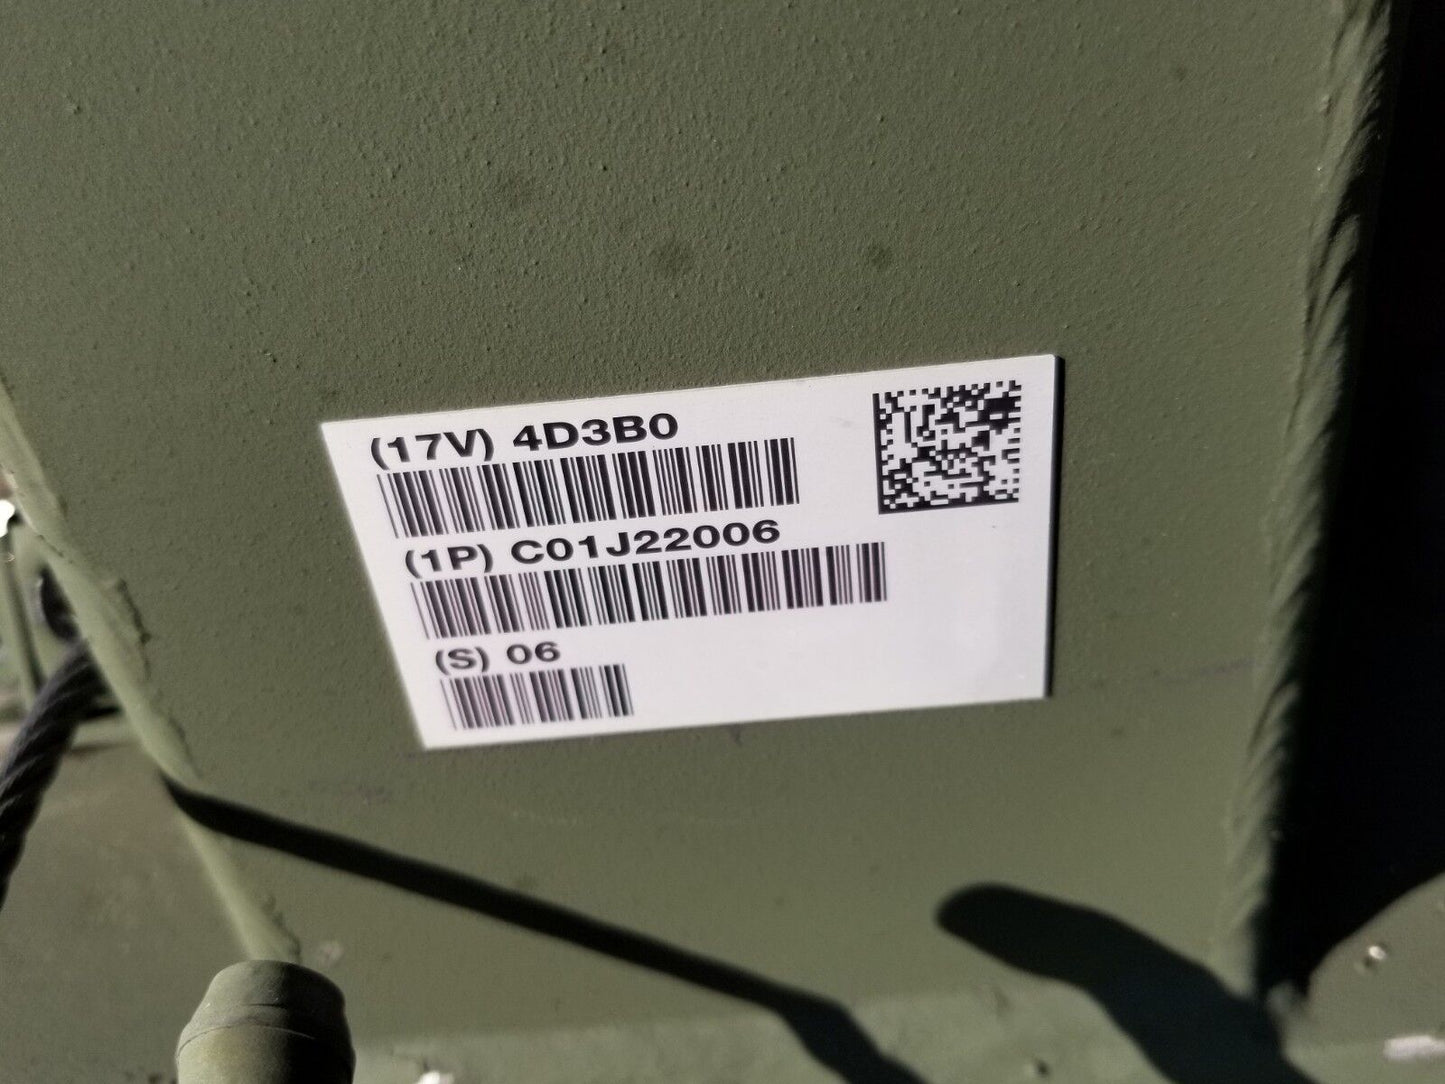 (17V) 4D3B0
(1P) C01J22006
(S) 06